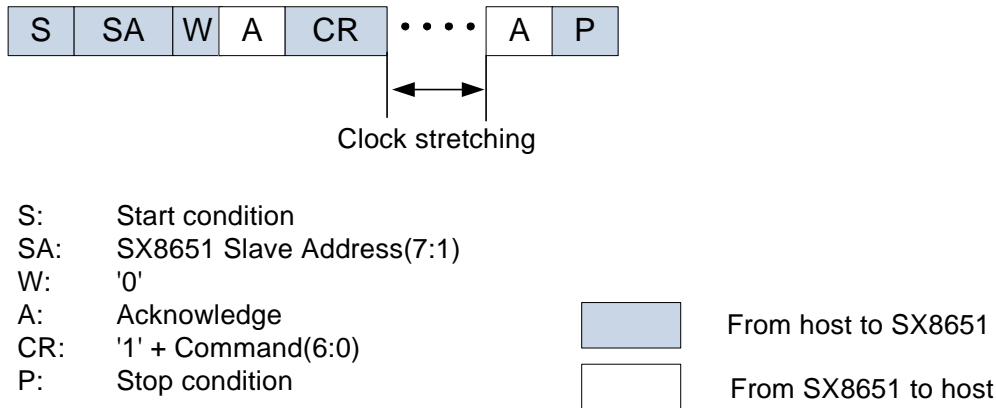 S SA W A CR •••• A P
Clock stretching
S: Start condition
SA: SX8651 Slave Address(7:1)
W: '0'
A: Acknowledge
CR: '1' + Command(6:0)
P: Stop condition
From host to SX8651
From SX8651 to host